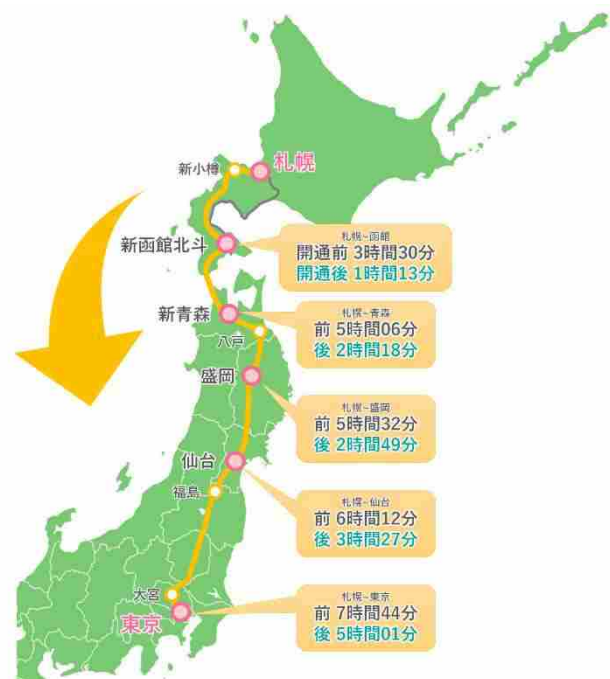 新小樽
札幌
新函館北斗
札幌~函館
開通前 3時間30分
開通後 1時間13分
新青森
八戸
札幌~青森
前 5時間06分
後 2時間18分
盛岡
札幌~盛岡
前 5時間32分
後 2時間49分
仙台
福島
札幌~仙台
前 6時間12分
後 3時間27分
大宮
東京
札幌~東京
前 7時間44分
後 5時間01分